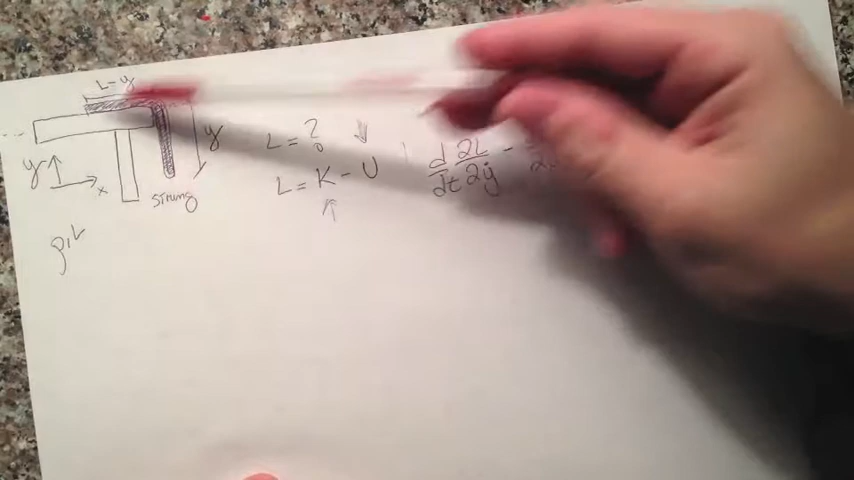 L-y
y
L = ?
L = K - U
d/dt ∂L/∂ẏ -
y
x
string